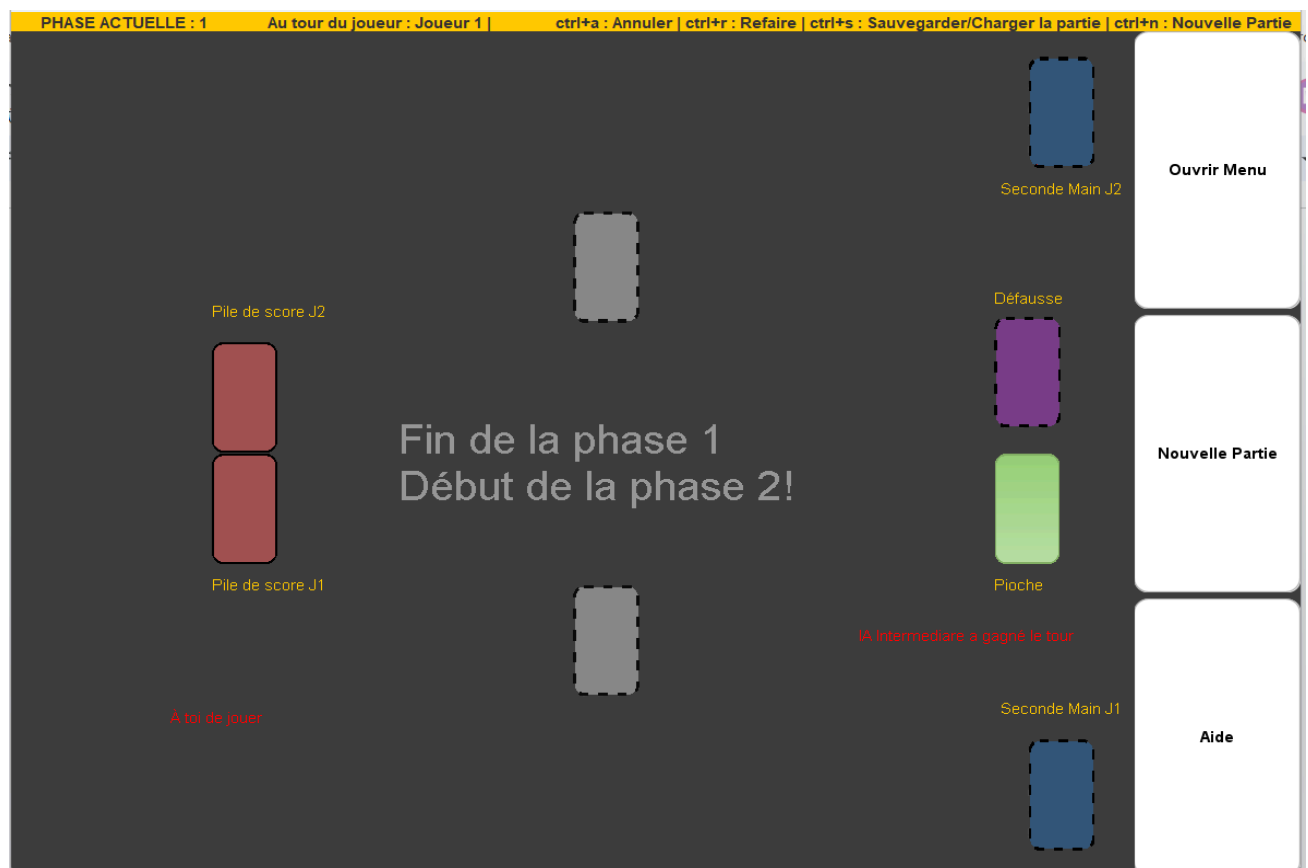 PHASE ACTUELLE : 1 Au tour du joueur : Joueur 1 | ctrl+a : Annuler | ctrl+r : Refaire | ctrl+s : Sauvegarder/Charger la partie | ctrl+n : Nouvelle Partie
Ouvrir Menu
Seconde Main J2
Défausse
Pile de score J2
Fin de la phase 1
Début de la phase 2!
Nouvelle Partie
Pile de score J1
Pioche
IA Intermediare a gagné le tour
Seconde Main J1
À toi de jouer
Aide